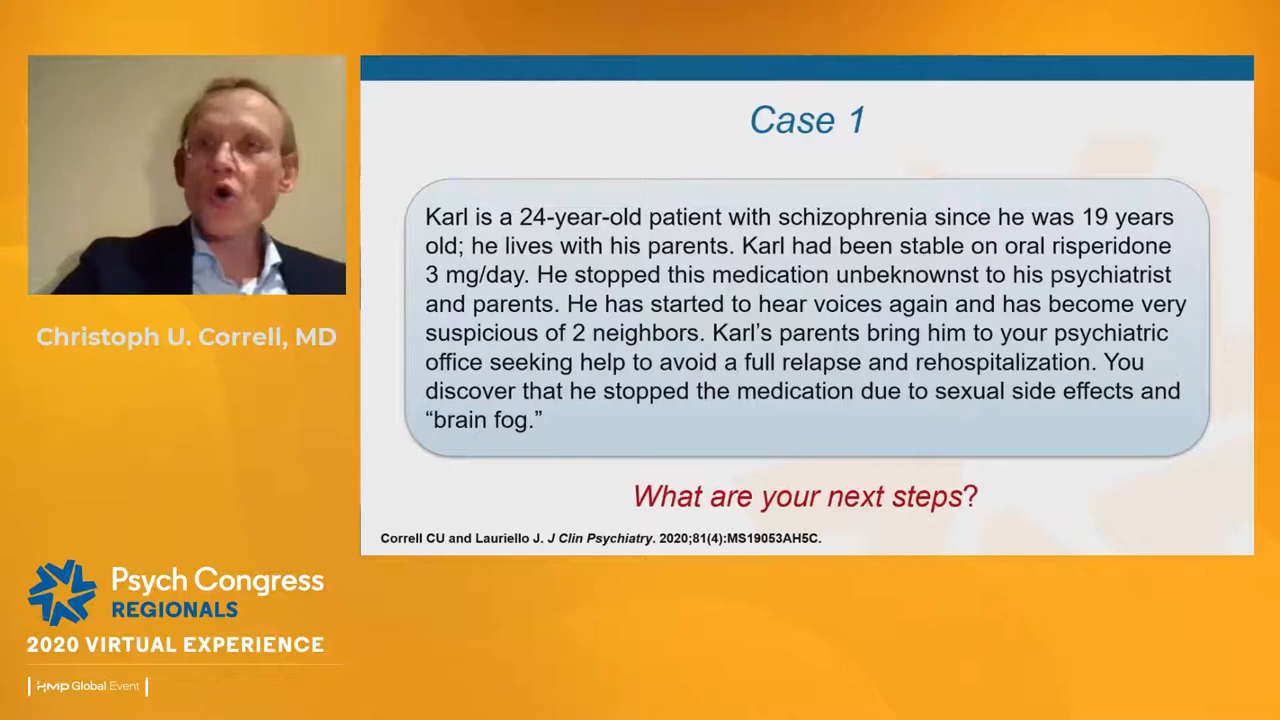 Case 1
Karl is a 24-year-old patient with schizophrenia since he was 19 years
old; he lives with his parents. Karl had been stable on oral risperidone
3 mg/day. He stopped this medication unbeknownst to his psychiatrist
and parents. He has started to hear voices again and has become very
suspicious of 2 neighbors. Karl’s parents bring him to your psychiatric
office seeking help to avoid a full relapse and rehospitalization. You
discover that he stopped the medication due to sexual side effects and
“brain fog.”
What are your next steps?
Correll CU and Lauriello J. J Clin Psychiatry. 2020;81(4):MS19053AH5C.
Christoph U. Correll, MD
Psych Congress
REGIONALS
2020 VIRTUAL EXPERIENCE
HMP Global Event